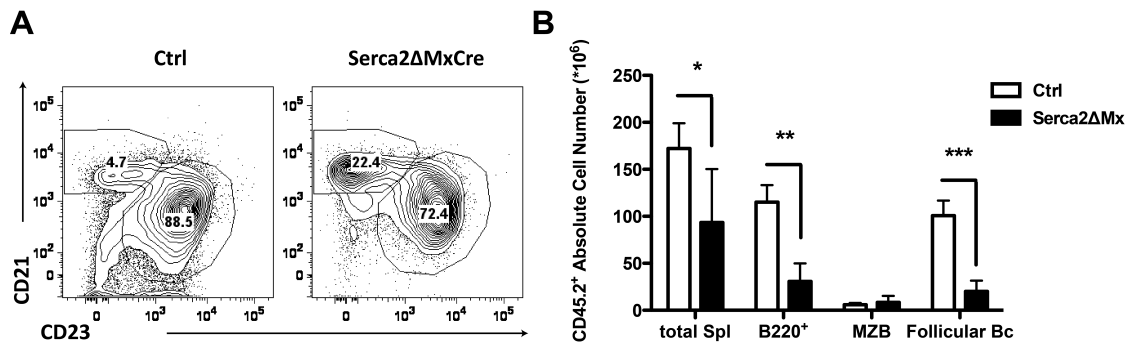 A
Ctrl
Serca2ΔMxCre
10⁵
10⁴
10³
10²
0
4.7
88.5
22.4
72.4
10⁵
10⁴
10³
10²
0
0 10³ 10⁴ 10⁵
0 10³ 10⁴ 10⁵
CD21
CD23
B
CD45.2⁺ Absolute Cell Number (*10⁶)
250
200
150
100
50
0
*
**
***
Ctrl
Serca2ΔMx
total Spl B220⁺ MZB Follicular Bc